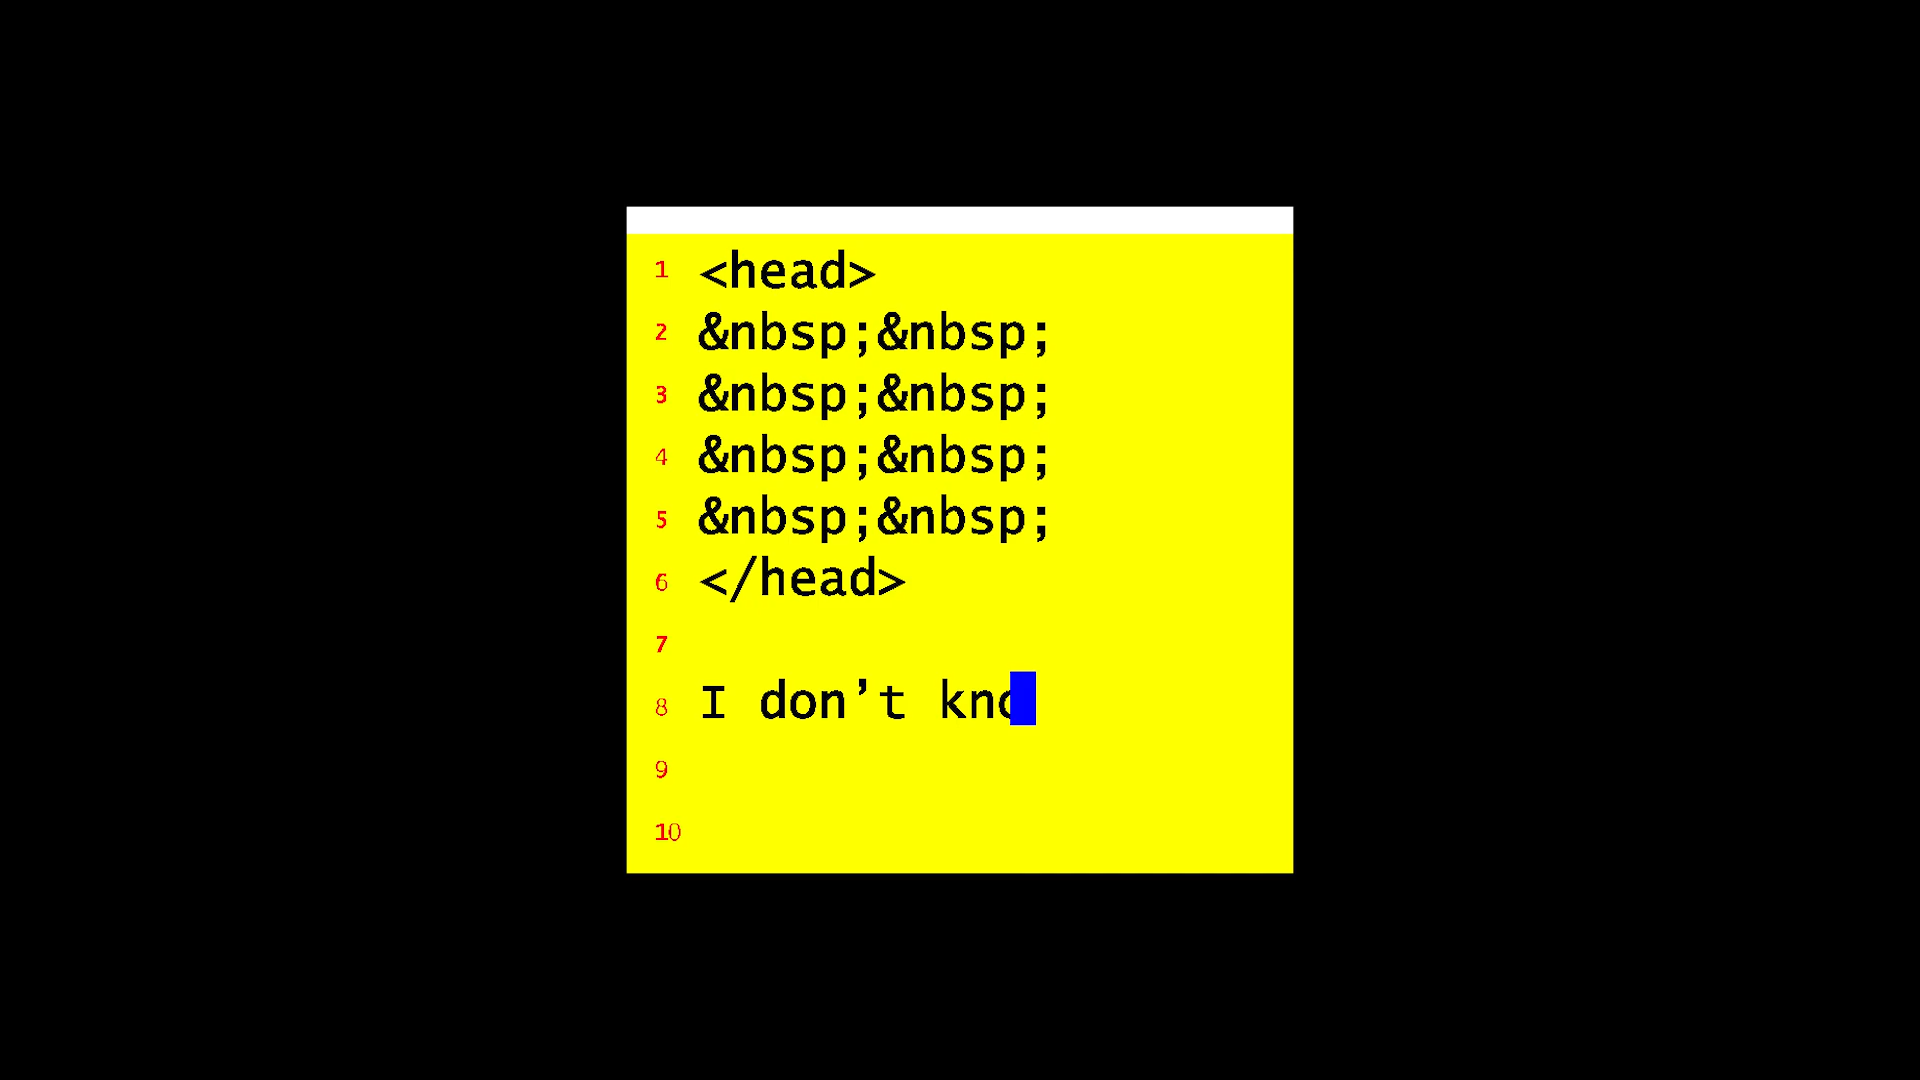 1 <head>
2 &nbsp;&nbsp;
3 &nbsp;&nbsp;
4 &nbsp;&nbsp;
5 &nbsp;&nbsp;
6 </head>
7
8 I don’t kno
9
10